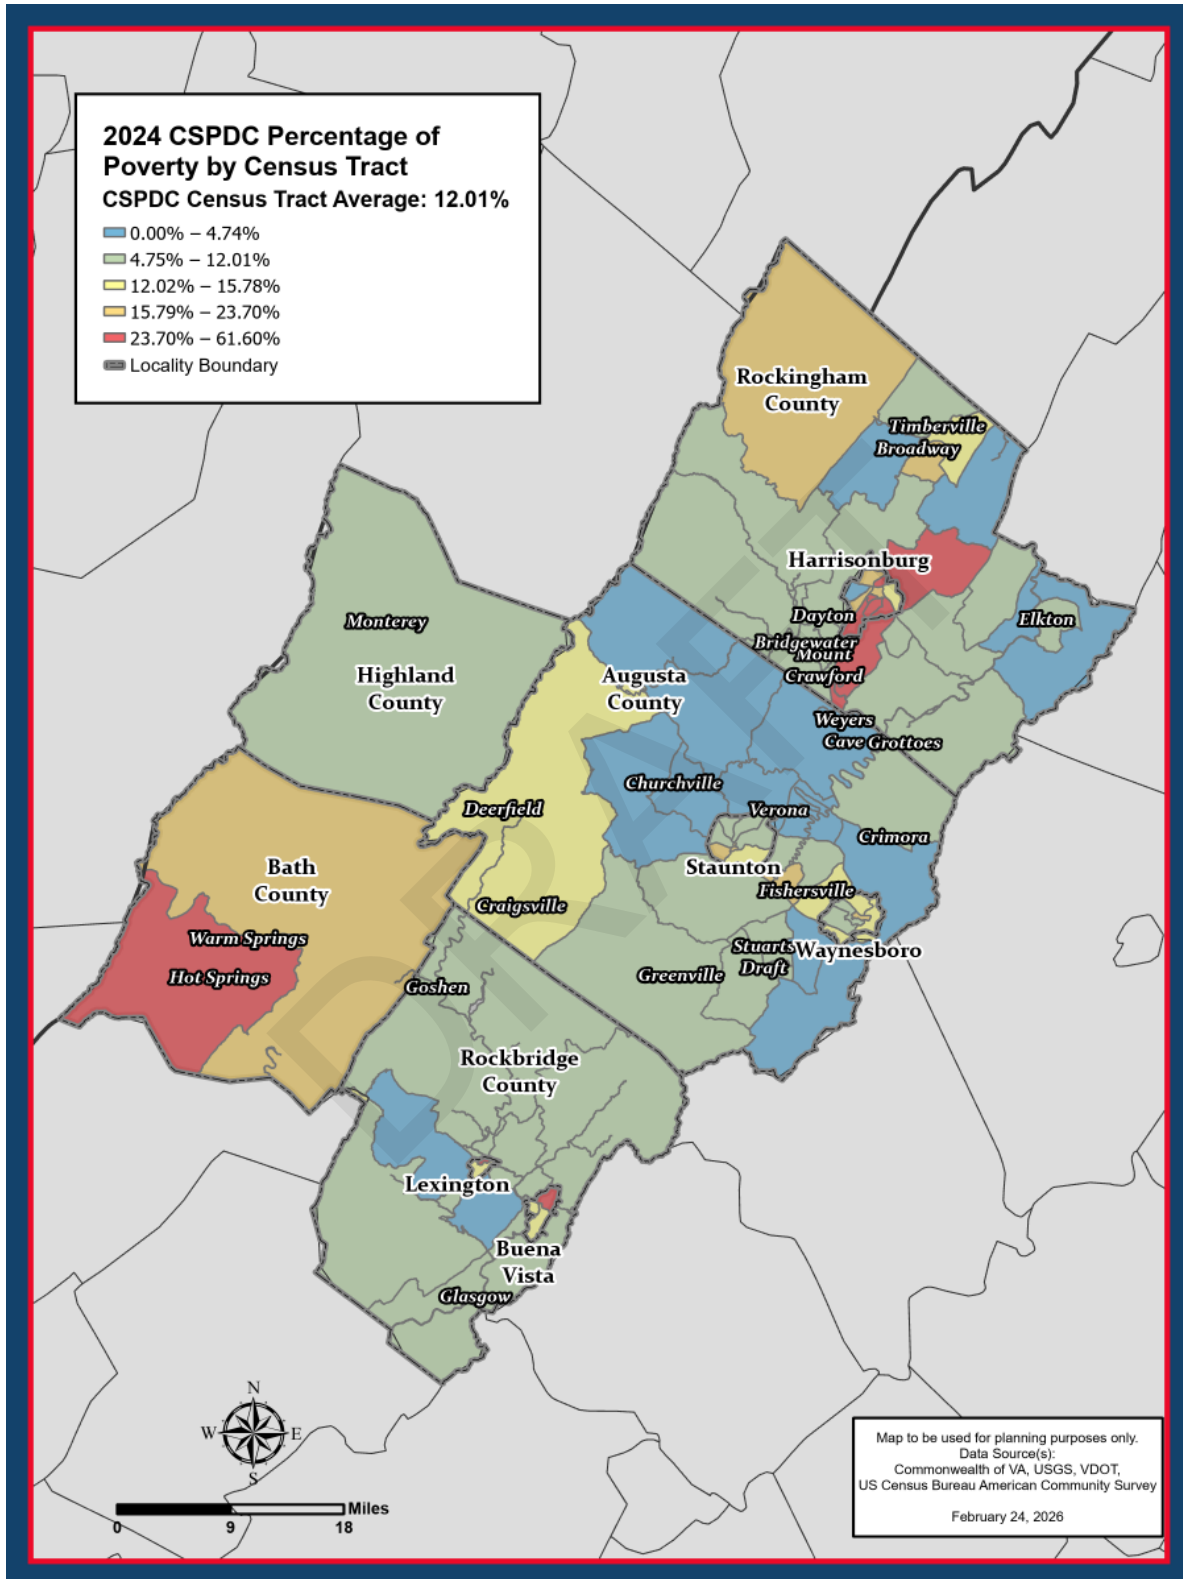 2024 CSPDC Percentage of
Poverty by Census Tract
CSPDC Census Tract Average: 12.01%
0.00% – 4.74%
4.75% – 12.01%
12.02% – 15.78%
15.79% – 23.70%
23.70% – 61.60%
Locality Boundary
Rockingham
County
Timberville
Broadway
Harrisonburg
Dayton
Elkton
Bridgewater
Mount
Crawford
Monterey
Highland
County
Augusta
County
Weyers
Cave
Grottoes
Churchville
Deerfield
Verona
Crimora
Bath
County
Staunton
Fishersville
Craigsville
Warm Springs
Hot Springs
Stuarts
Draft
Waynesboro
Greenville
Goshen
Rockbridge
County
Lexington
Buena
Vista
Glasgow
DRAFT
N
W
E
S
Miles
0
9
18
Map to be used for planning purposes only.
Data Source(s):
Commonwealth of VA, USGS, VDOT,
US Census Bureau American Community Survey
February 24, 2026